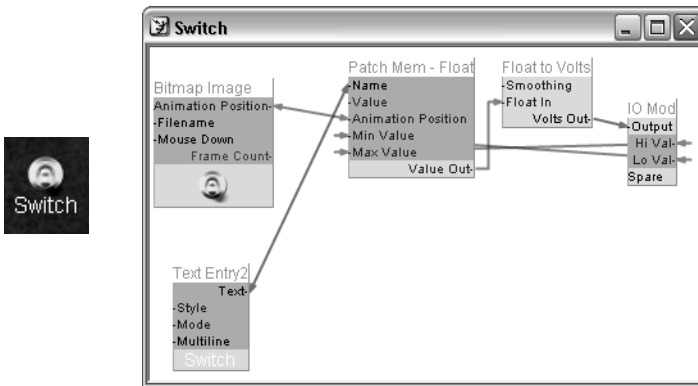 Switch
Switch
Bitmap Image
Animation Position
Filename
Mouse Down
Frame Count
Patch Mem - Float
Name
Value
Animation Position
Min Value
Max Value
Value Out
Float to Volts
Smoothing
Float In
Volts Out
IO Mod
Output
Hi Val
Lo Val
Spare
Text Entry2
Text
Style
Mode
Multiline
Switch